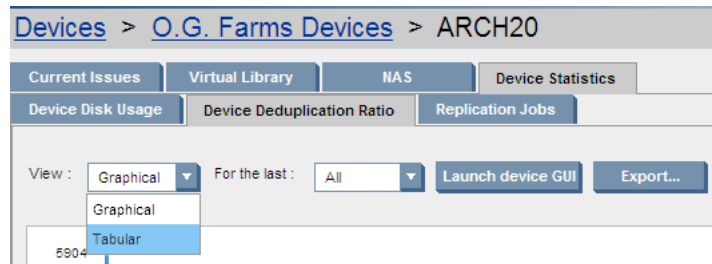 Devices > O.G. Farms Devices > ARCH20
Current Issues Virtual Library NAS Device Statistics
Device Disk Usage Device Deduplication Ratio Replication Jobs
View : Graphical For the last : All Launch device GUI Export...
Graphical
Tabular
5904